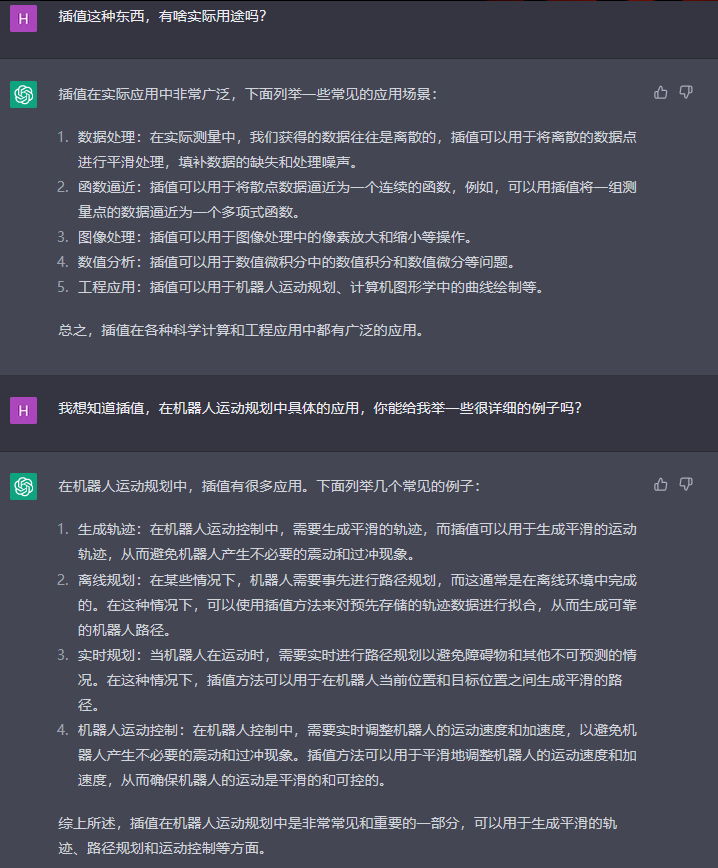 H
插值这种东西，有啥实际用途吗？
插值在实际应用中非常广泛，下面列举一些常见的应用场景：
1. 数据处理：在实际测量中，我们获得的数据往往是离散的，插值可以用于将离散的数据点
进行平滑处理，填补数据的缺失和处理噪声。
2. 函数逼近：插值可以用于将散点数据逼近为一个连续的函数，例如，可以用插值将一组测
量点的数据逼近为一个多项式函数。
3. 图像处理：插值可以用于图像处理中的像素放大和缩小等操作。
4. 数值分析：插值可以用于数值微积分中的数值积分和数值微分等问题。
5. 工程应用：插值可以用于机器人运动规划、计算机图形学中的曲线绘制等。
总之，插值在各种科学计算和工程应用中都有广泛的应用。
H
我想知道插值，在机器人运动规划中具体的应用，你能给我举一些很详细的例子吗？
在机器人运动规划中，插值有很多应用。下面列举几个常见的例子：
1. 生成轨迹：在机器人运动控制中，需要生成平滑的轨迹，而插值可以用于生成平滑的运动
轨迹，从而避免机器人产生不必要的震动和过冲现象。
2. 离线规划：在某些情况下，机器人需要事先进行路径规划，而这通常是在离线环境中完成
的。在这种情况下，可以使用插值方法来对预先存储的轨迹数据进行拟合，从而生成可靠
的机器人路径。
3. 实时规划：当机器人在运动时，需要实时进行路径规划以避免障碍物和其他不可预测的情
况。在这种情况下，插值方法可以用于在机器人当前位置和目标位置之间生成平滑的路
径。
4. 机器人运动控制：在机器人控制中，需要实时调整机器人的运动速度和加速度，以避免机
器人产生不必要的震动和过冲现象。插值方法可以用于平滑地调整机器人的运动速度和加
速度，从而确保机器人的运动是平滑的和可控的。
综上所述，插值在机器人运动规划中是非常常见和重要的一部分，可以用于生成平滑的轨
迹、路径规划和运动控制等方面。